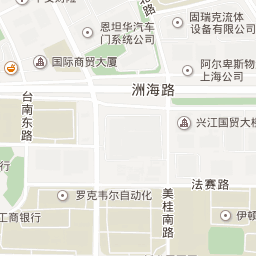 恩坦华汽车
门系统公司
固瑞克流体
设备有限公司
国际商贸大厦
阿尔卑斯物
上海公司
洲海路
台南东路
兴江国贸大
行
法赛路
罗克韦尔自动化
美桂南路
工商银行
伊顿